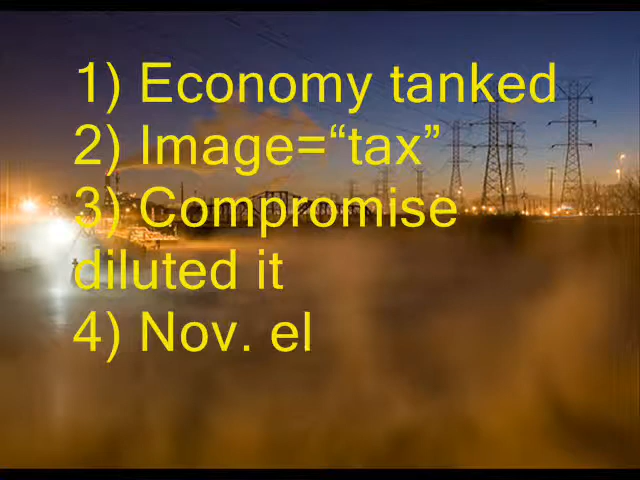 1) Economy tanked
2) Image=“tax”
3) Compromise
diluted it
4) Nov. el